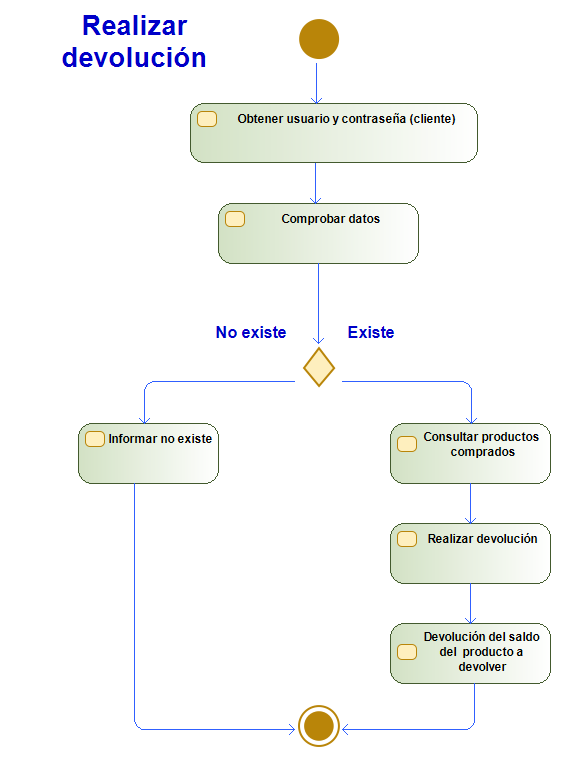 Realizar
devolución
Obtener usuario y contraseña (cliente)
Comprobar datos
No existe
Existe
Informar no existe
Consultar productos
comprados
Realizar devolución
Devolución del saldo
del producto a
devolver